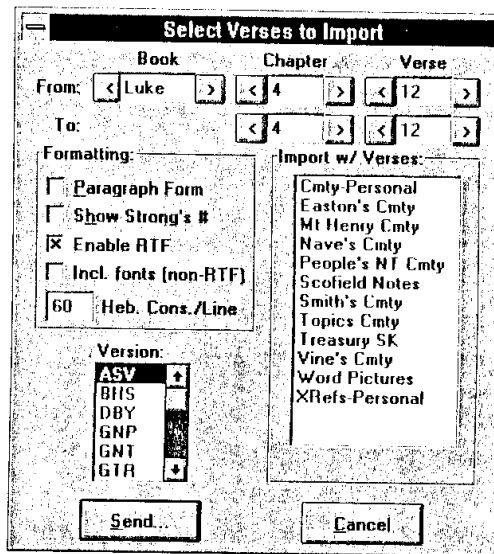 Select Verses to Import
Book Chapter Verse
From: < Luke > < 4 > < 12 >
To: < 4 > < 12 >
Formatting:
Paragraph Form
Show Strong's #
Enable RTF
Incl. fonts (non-RTF)
60 Heb. Cons./Line
Version:
ASV
BHS
DBY
GNP
GNT
GTR
Import w/ Verses:
Cmty-Personal
Easton's Cmty
Mt Henry Cmty
Nave's Cmty
People's NT Cmty
Scofield Notes
Smith's Cmty
Topics Cmty
Treasury SK
Vine's Cmty
Word Pictures
XRefs-Personal
Send... Cancel